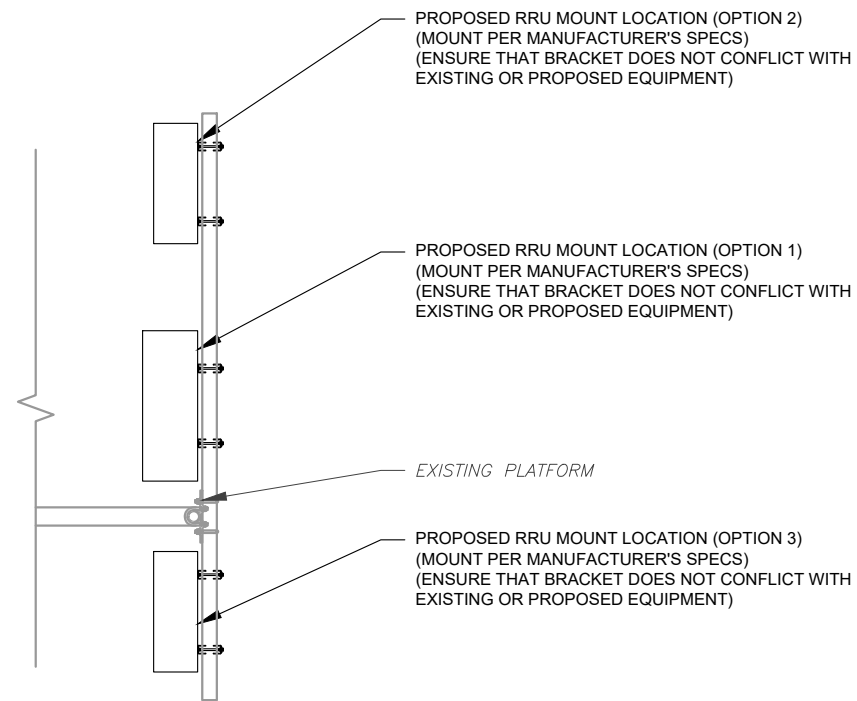 PROPOSED RRU MOUNT LOCATION (OPTION 2)
(MOUNT PER MANUFACTURER'S SPECS)
(ENSURE THAT BRACKET DOES NOT CONFLICT WITH
EXISTING OR PROPOSED EQUIPMENT)
PROPOSED RRU MOUNT LOCATION (OPTION 1)
(MOUNT PER MANUFACTURER'S SPECS)
(ENSURE THAT BRACKET DOES NOT CONFLICT WITH
EXISTING OR PROPOSED EQUIPMENT)
EXISTING PLATFORM
PROPOSED RRU MOUNT LOCATION (OPTION 3)
(MOUNT PER MANUFACTURER'S SPECS)
(ENSURE THAT BRACKET DOES NOT CONFLICT WITH
EXISTING OR PROPOSED EQUIPMENT)